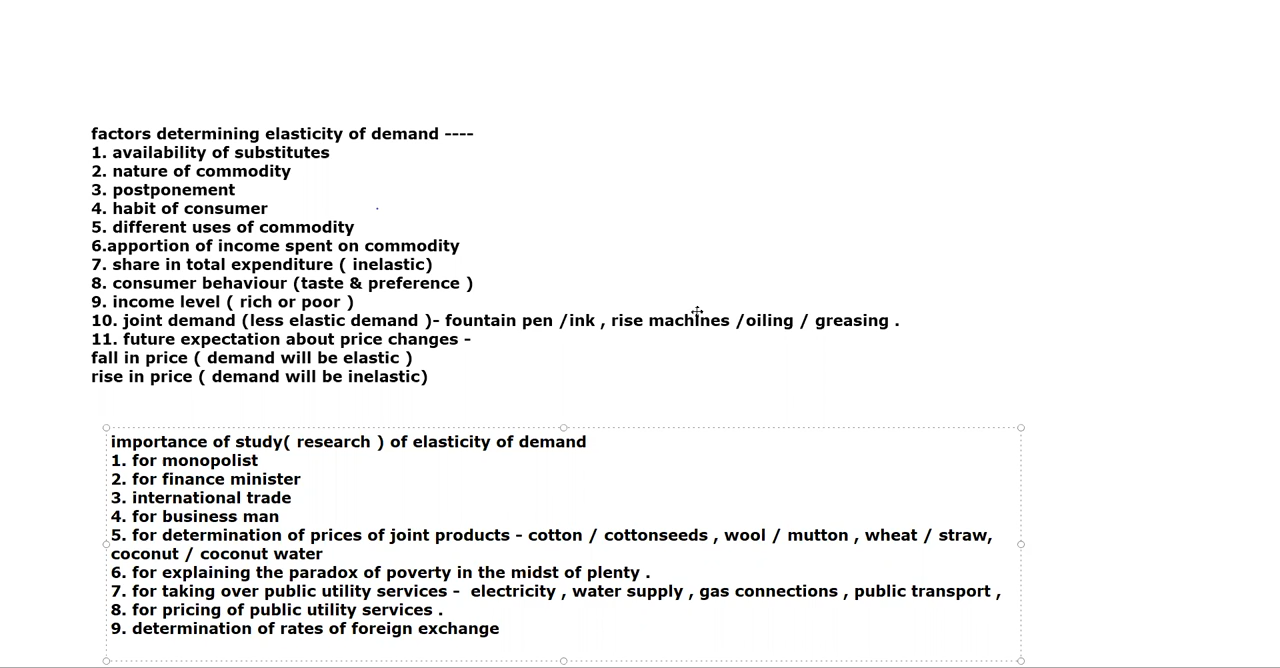 factors determining elasticity of demand ----
1. availability of substitutes
2. nature of commodity
3. postponement
4. habit of consumer
5. different uses of commodity
6.apportion of income spent on commodity
7. share in total expenditure ( inelastic)
8. consumer behaviour (taste & preference )
9. income level ( rich or poor )
10. joint demand (less elastic demand )- fountain pen /ink , rise machines /oiling / greasing .
11. future expectation about price changes -
fall in price ( demand will be elastic )
rise in price ( demand will be inelastic)
importance of study( research ) of elasticity of demand
1. for monopolist
2. for finance minister
3. international trade
4. for business man
5. for determination of prices of joint products - cotton / cottonseeds , wool / mutton , wheat / straw,
coconut / coconut water
6. for explaining the paradox of poverty in the midst of plenty .
7. for taking over public utility services -  electricity , water supply , gas connections , public transport ,
8. for pricing of public utility services .
9. determination of rates of foreign exchange